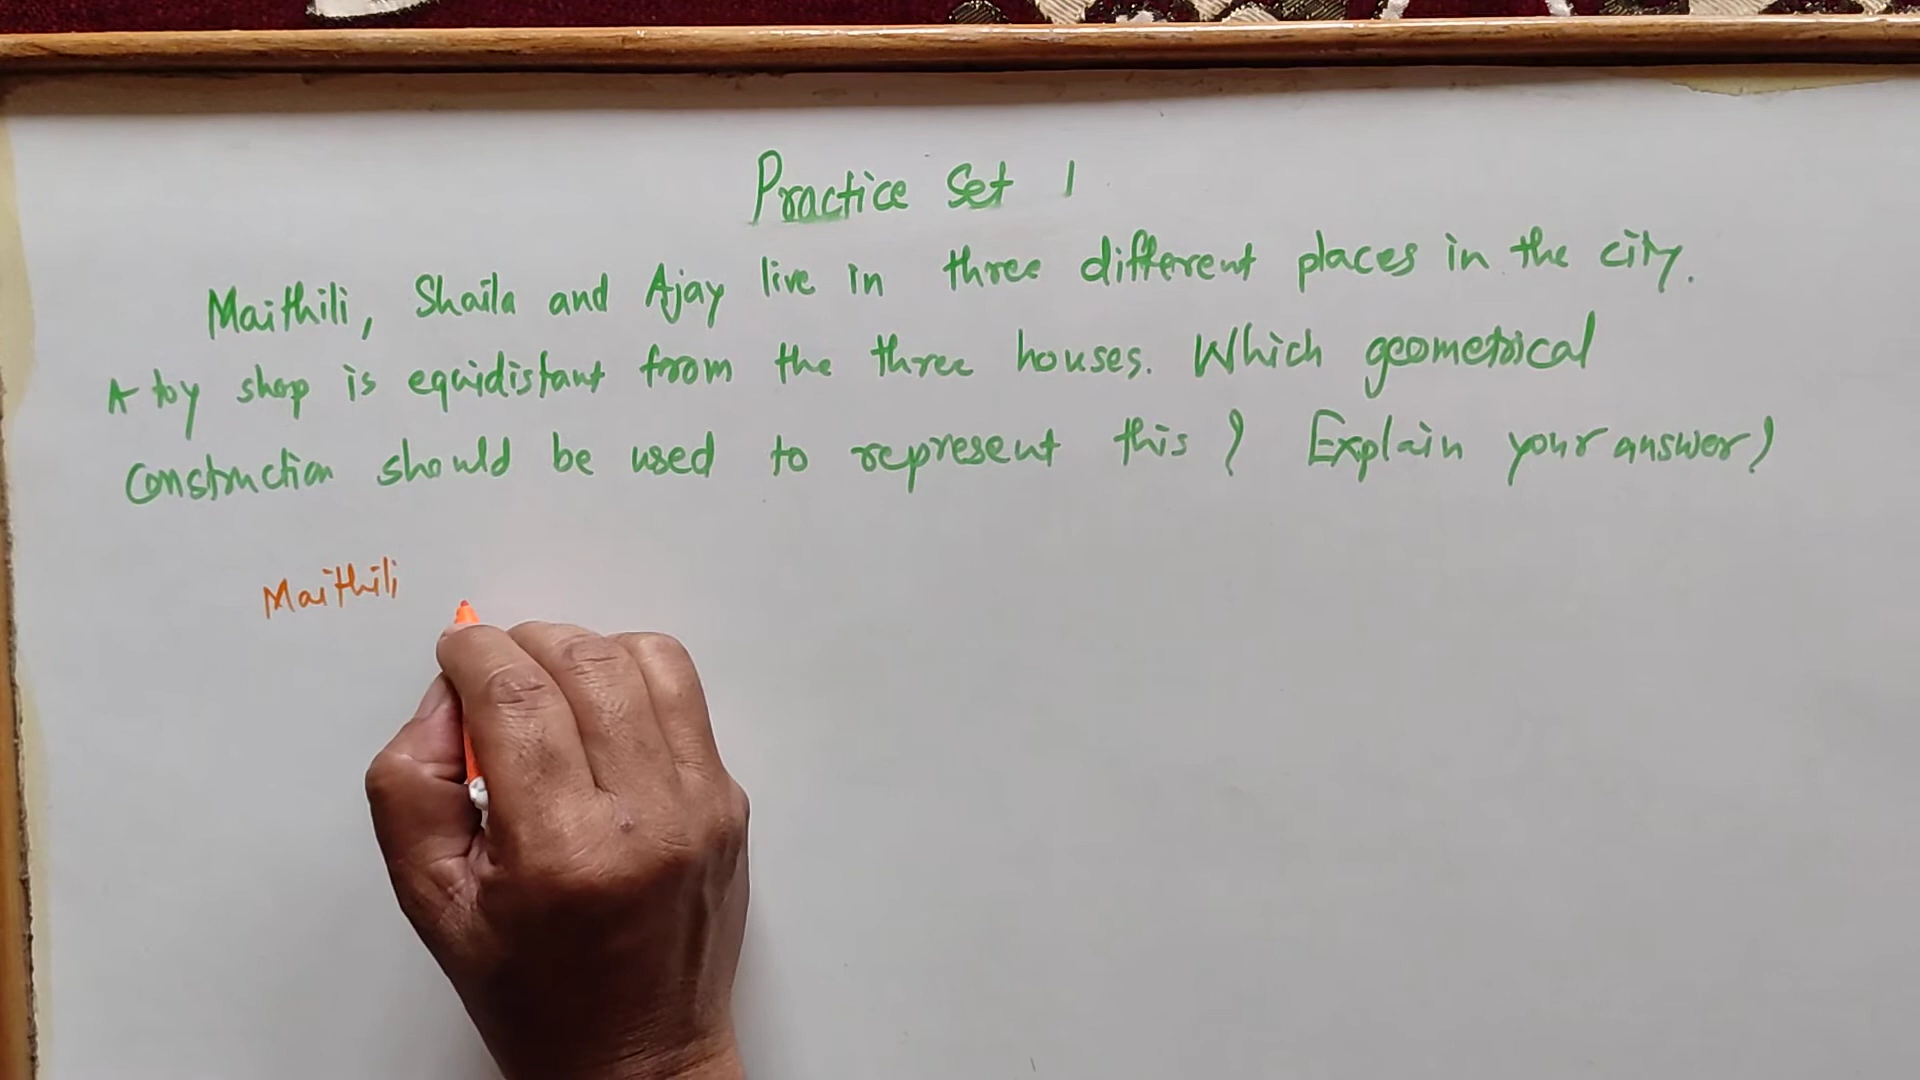 Practice Set 1
Maithili, Shaila and Ajay live in three different places in the city.
A toy shop is equidistant from the three houses. Which geometrical
construction should be used to represent this? Explain your answer?
Maithili